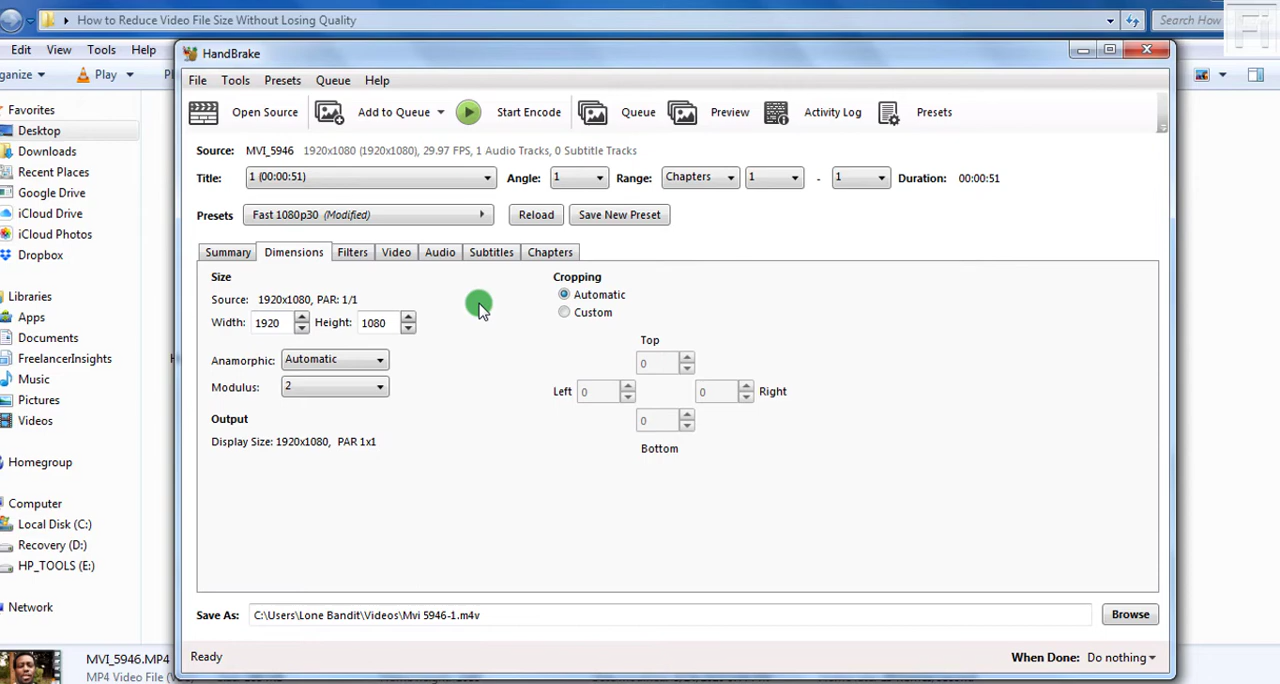 How to Reduce Video File Size Without Losing Quality
Search How
Fi
Edit View Tools Help
HandBrake
ganize Play
File Tools Presets Queue Help
Open Source Add to Queue Start Encode Queue Preview Activity Log Presets
Favorites
Desktop
Downloads
Recent Places
Google Drive
iCloud Drive
iCloud Photos
Dropbox
Libraries
Apps
Documents
FreelancerInsights
Music
Pictures
Videos
Homegroup
Computer
Local Disk (C:)
Recovery (D:)
HP_TOOLS (E:)
Network
Source: MVI_5946 1920x1080 (1920x1080), 29.97 FPS, 1 Audio Tracks, 0 Subtitle Tracks
Title: 1 (00:00:51) Angle: 1 Range: Chapters 1 - 1 Duration: 00:00:51
Presets Fast 1080p30 (Modified) Reload Save New Preset
Summary Dimensions Filters Video Audio Subtitles Chapters
Size
Source: 1920x1080, PAR: 1/1
Width: 1920 Height: 1080
Anamorphic: Automatic
Modulus: 2
Output
Display Size: 1920x1080, PAR 1x1
Cropping
Automatic
Custom
Top
0
Left 0 0 Right
0
Bottom
Save As: C:\Users\Lone Bandit\Videos\Mvi 5946-1.m4v Browse
Ready When Done: Do nothing
MVI_5946.MP4
MP4 Video File (V